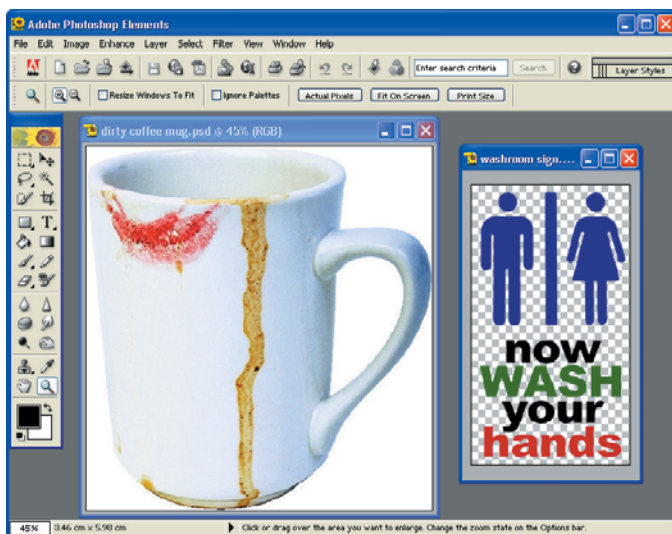 Adobe Photoshop Elements
File Edit Image Enhance Layer Select Filter View Window Help
Enter search criteria Search Layer Styles
Resize Windows To Fit Ignore Palettes Actual Pixels Fit On Screen Print Size
dirty coffee mug.psd @ 45% (RGB)
washroom sign....
now
WASH
your
hands
45% 3.46 cm x 5.98 cm Click or drag over the area you want to enlarge. Change the zoom state on the Options bar.